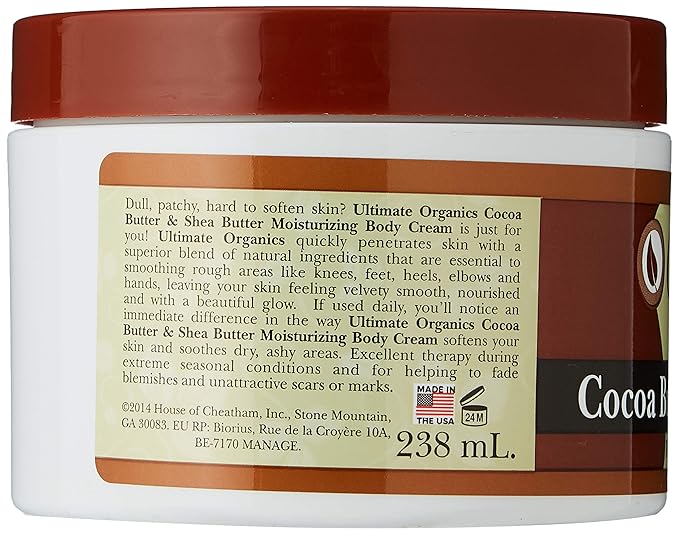 Dull, patchy, hard to soften skin? Ultimate Organics Cocoa
Butter & Shea Butter Moisturizing Body Cream is just for
you! Ultimate Organics quickly penetrates skin with a
superior blend of natural ingredients that are essential to
smoothing rough areas like knees, feet, heels, elbows and
hands, leaving your skin feeling velvety smooth, nourished
and with a beautiful glow. If used daily, you'll notice an
immediate difference in the way Ultimate Organics Cocoa
Butter & Shea Butter Moisturizing Body Cream softens your
skin and soothes dry, ashy areas. Excellent therapy during
extreme seasonal conditions and for helping to fade
blemishes and unattractive scars or marks.
©2014 House of Cheatham, Inc., Stone Mountain,
GA 30083. EU RP: Biorius, Rue de la Croyère 10A,
BE-7170 MANAGE.
MADE IN
THE USA
24M
238 mL.
Cocoa B